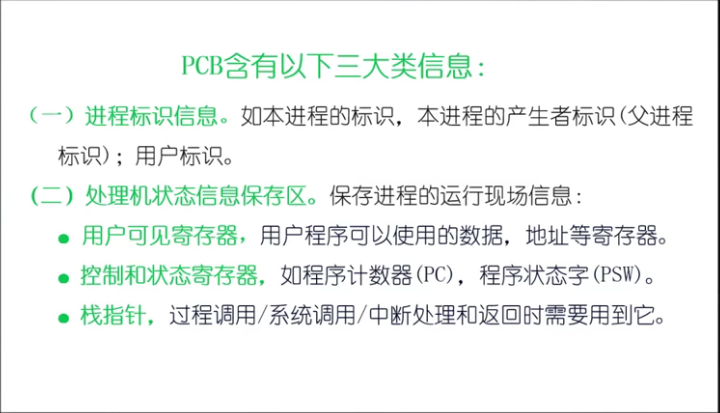 PCB含有以下三大类信息:
(一)进程标识信息。如本进程的标识,本进程的产生者标识(父进程
标识);用户标识。
(二)处理机状态信息保存区。保存进程的运行现场信息:
● 用户可见寄存器,用户程序可以使用的数据,地址等寄存器。
● 控制和状态寄存器,如程序计数器(PC),程序状态字(PSW)。
● 栈指针,过程调用/系统调用/中断处理和返回时需要用到它。